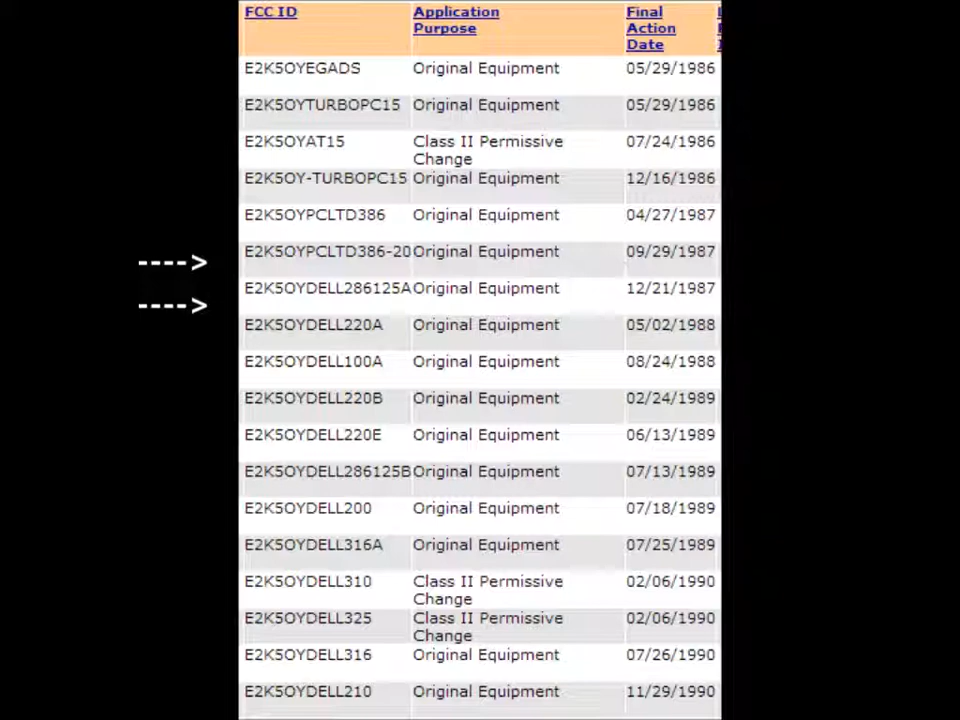 FCC ID Application Purpose Final Action Date
E2K5OYEGADS Original Equipment 05/29/1986
E2K5OYTURBOPC15 Original Equipment 05/29/1986
E2K5OYAT15 Class II Permissive Change 07/24/1986
E2K5OY-TURBOPC15 Original Equipment 12/16/1986
E2K5OYPCLTD386 Original Equipment 04/27/1987
----> E2K5OYPCLTD386-20 Original Equipment 09/29/1987
----> E2K5OYDELL286125A Original Equipment 12/21/1987
E2K5OYDELL220A Original Equipment 05/02/1988
E2K5OYDELL100A Original Equipment 08/24/1988
E2K5OYDELL220B Original Equipment 02/24/1989
E2K5OYDELL220E Original Equipment 06/13/1989
E2K5OYDELL286125B Original Equipment 07/13/1989
E2K5OYDELL200 Original Equipment 07/18/1989
E2K5OYDELL316A Original Equipment 07/25/1989
E2K5OYDELL310 Class II Permissive Change 02/06/1990
E2K5OYDELL325 Class II Permissive Change 02/06/1990
E2K5OYDELL316 Original Equipment 07/26/1990
E2K5OYDELL210 Original Equipment 11/29/1990